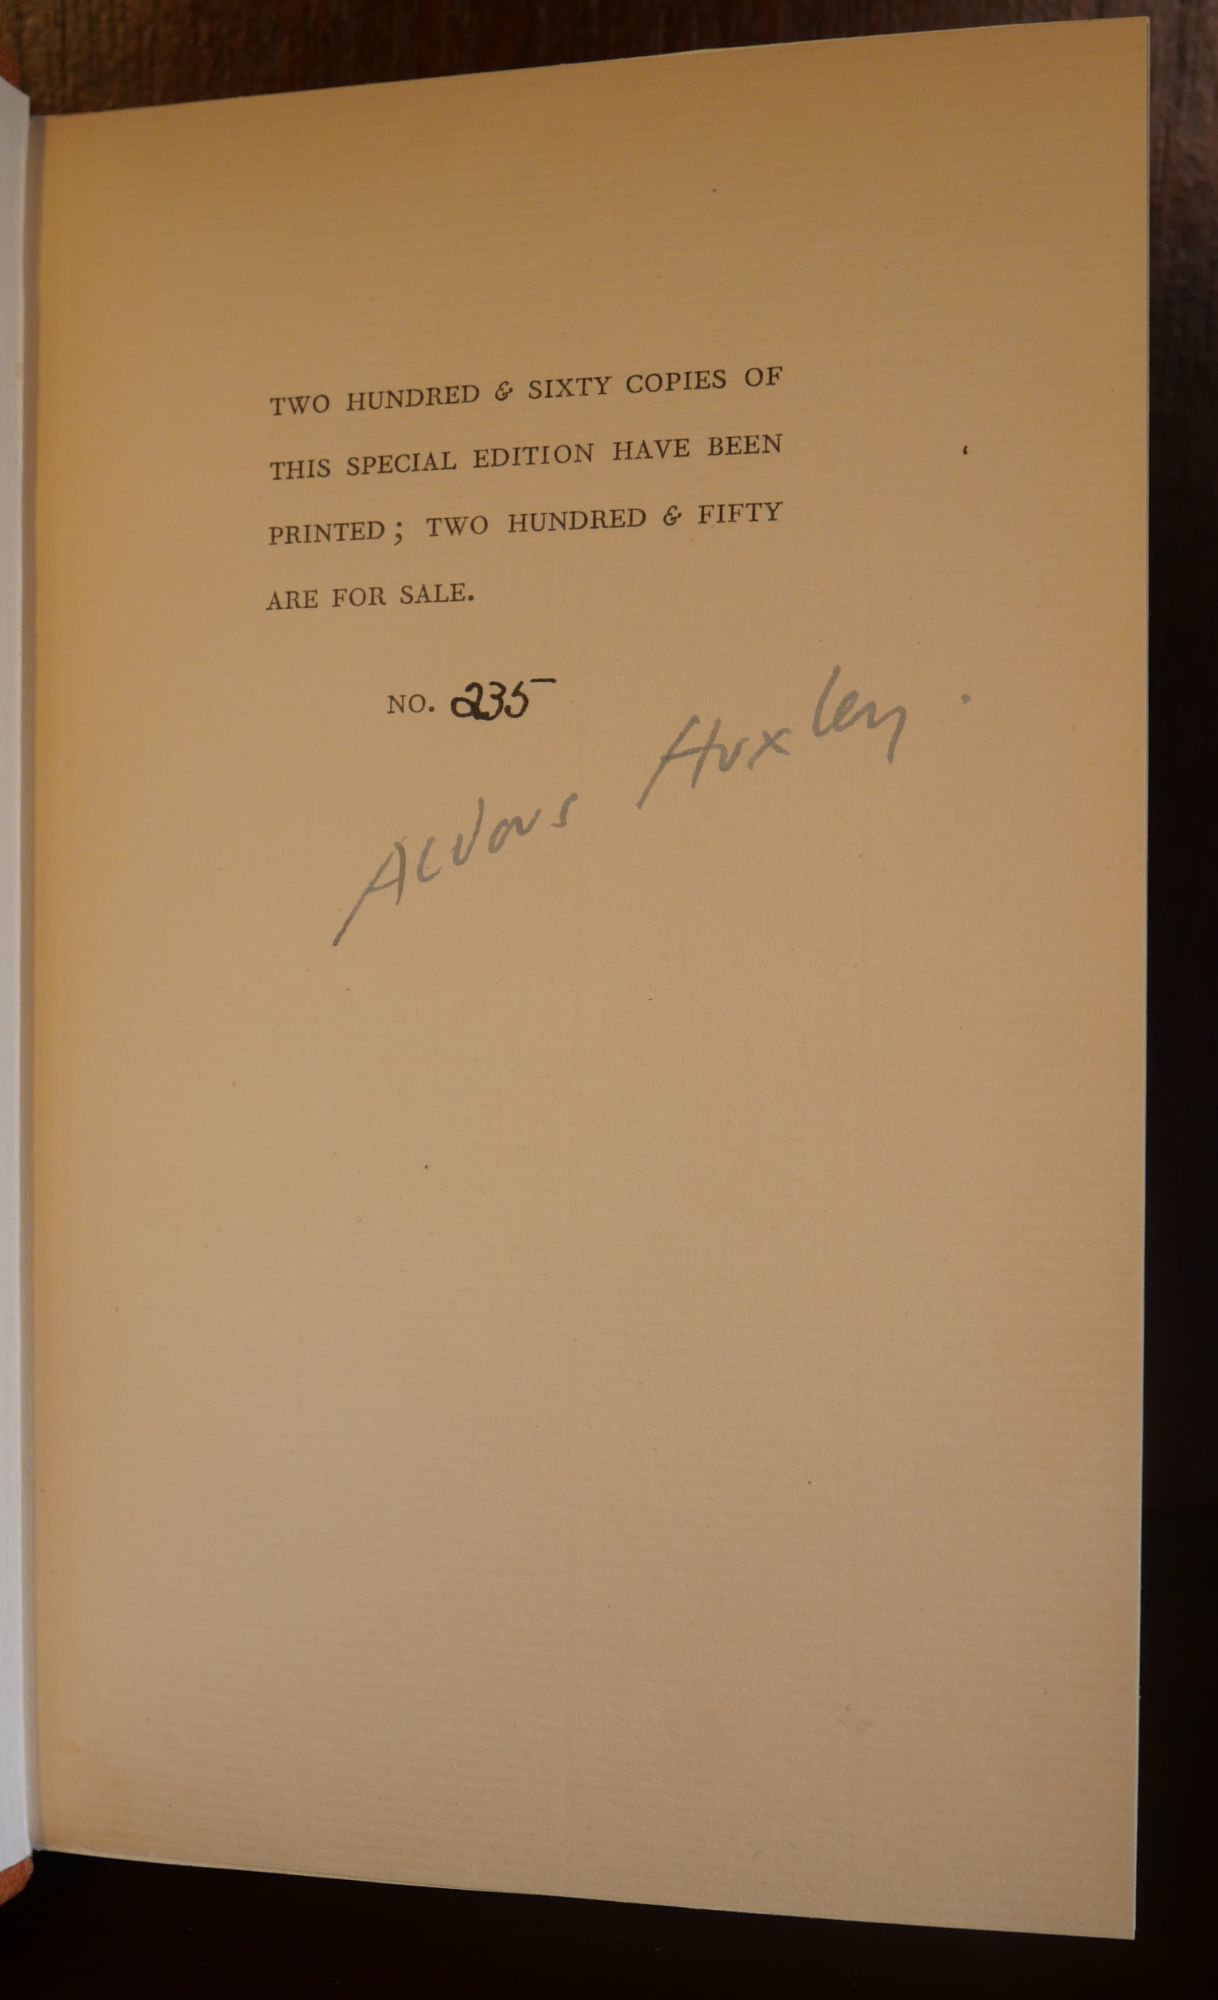 TWO HUNDRED & SIXTY COPIES OF
THIS SPECIAL EDITION HAVE BEEN
PRINTED; TWO HUNDRED & FIFTY
ARE FOR SALE.
NO. 235
Aldous Huxley.